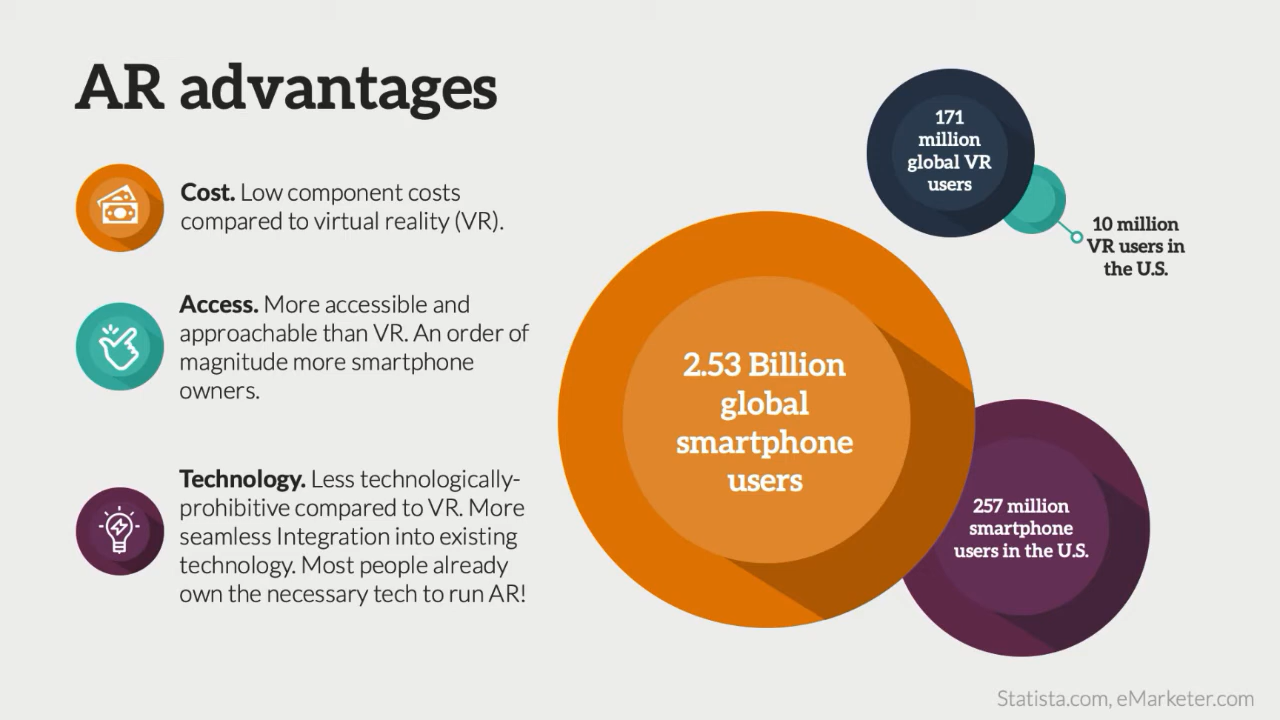 AR advantages
Cost. Low component costs
compared to virtual reality (VR).
Access. More accessible and
approachable than VR. An order of
magnitude more smartphone
owners.
Technology. Less technologically-
prohibitive compared to VR. More
seamless Integration into existing
technology. Most people already
own the necessary tech to run AR!
171
million
global VR
users
10 million
VR users in
the U.S.
2.53 Billion
global
smartphone
users
257 million
smartphone
users in the U.S.
Statista.com, eMarketer.com